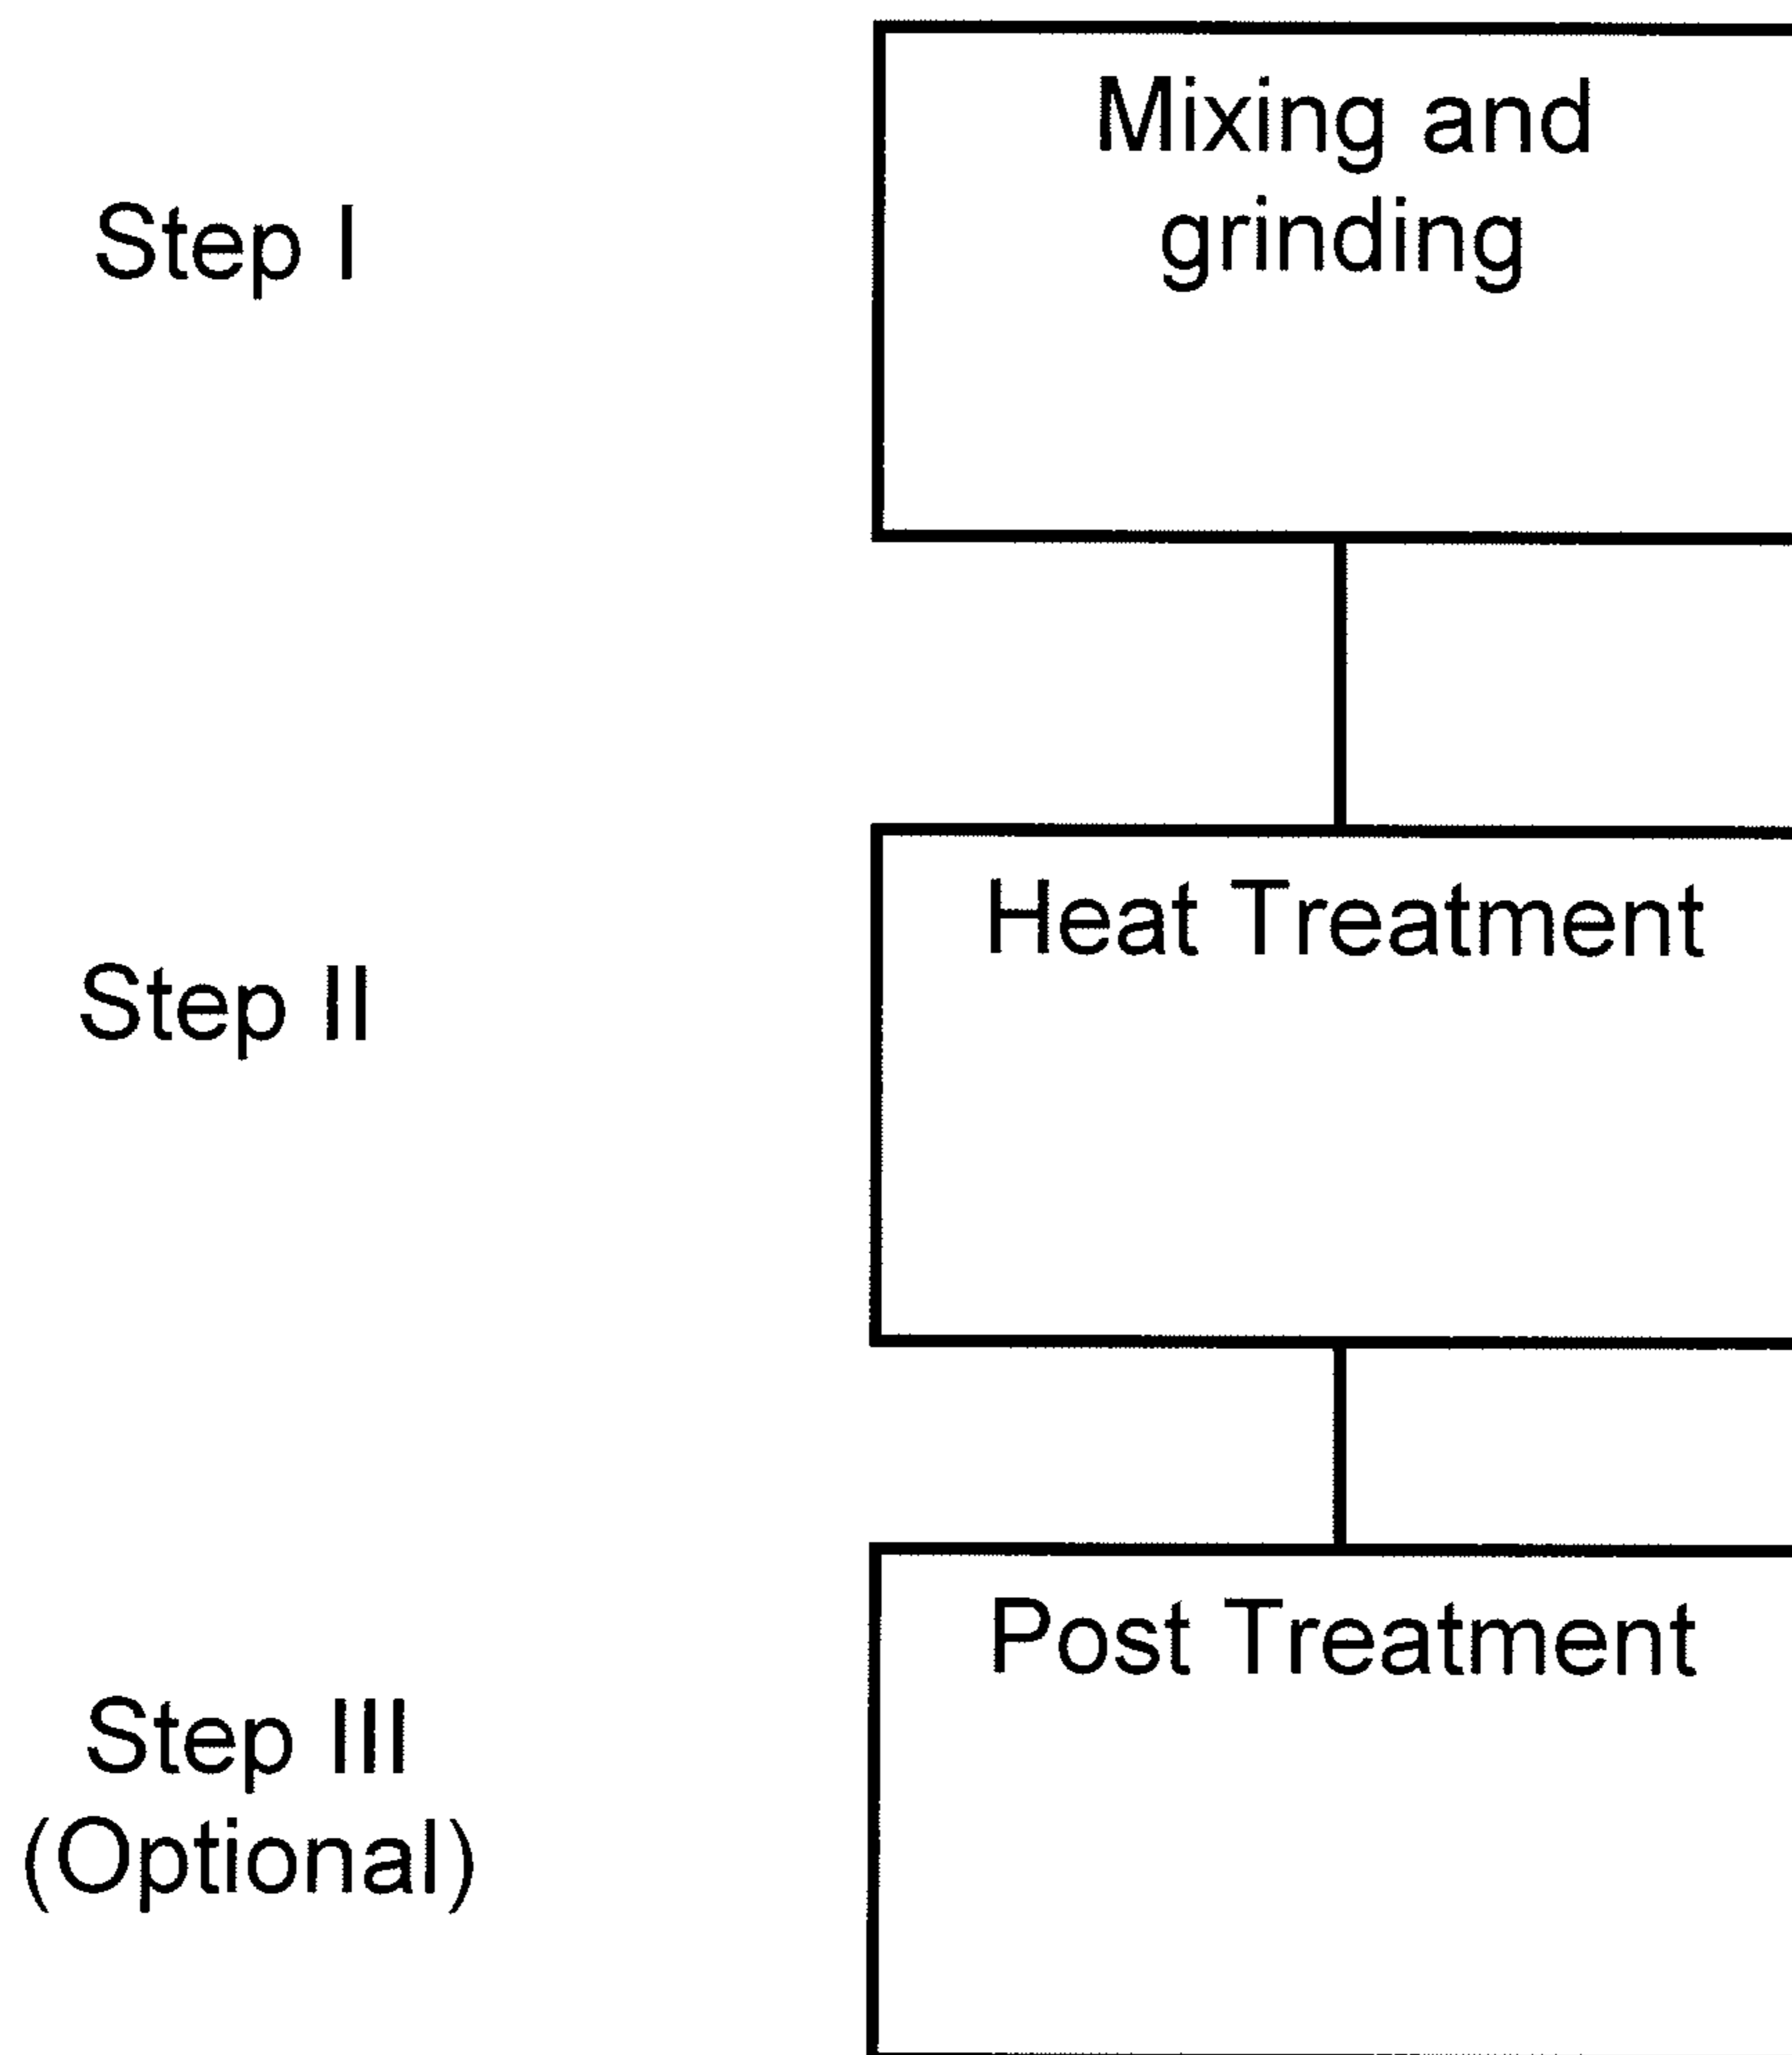 Step I
Mixing and
grinding
Step II
Heat Treatment
Step III
(Optional)
Post Treatment